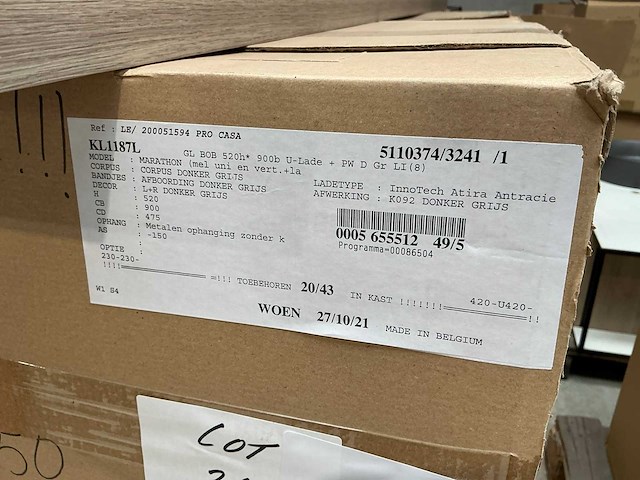 Ref : LE/ 200051594 PRO CASA
KL1187L
GL BOB 520h* 900b U-Lade + PW D Gr LI(8)
5110374/3241 /1
MODEL : MARATHON (mel uni en vert.+la
CORPUS : CORPUS DONKER GRIJS
BANDJES : AFBOORDING DONKER GRIJS
DECOR : L+R DONKER GRIJS
H : 520
CB : 900
CD : 475
OPHANG : Metalen ophanging zonder k
AS : -150
OPTIE :
LADETYPE : InnoTech Atira Antracie
AFWERKING : K092 DONKER GRIJS
0005 655512 49/5
Programma=00086504
230-230-
!!!!=============!!! TOEBEHOREN 20/43 IN KAST !!!!!!!==============!!
420-U420-
W1 S4
WOEN 27/10/21 MADE IN BELGIUM
LOT
50